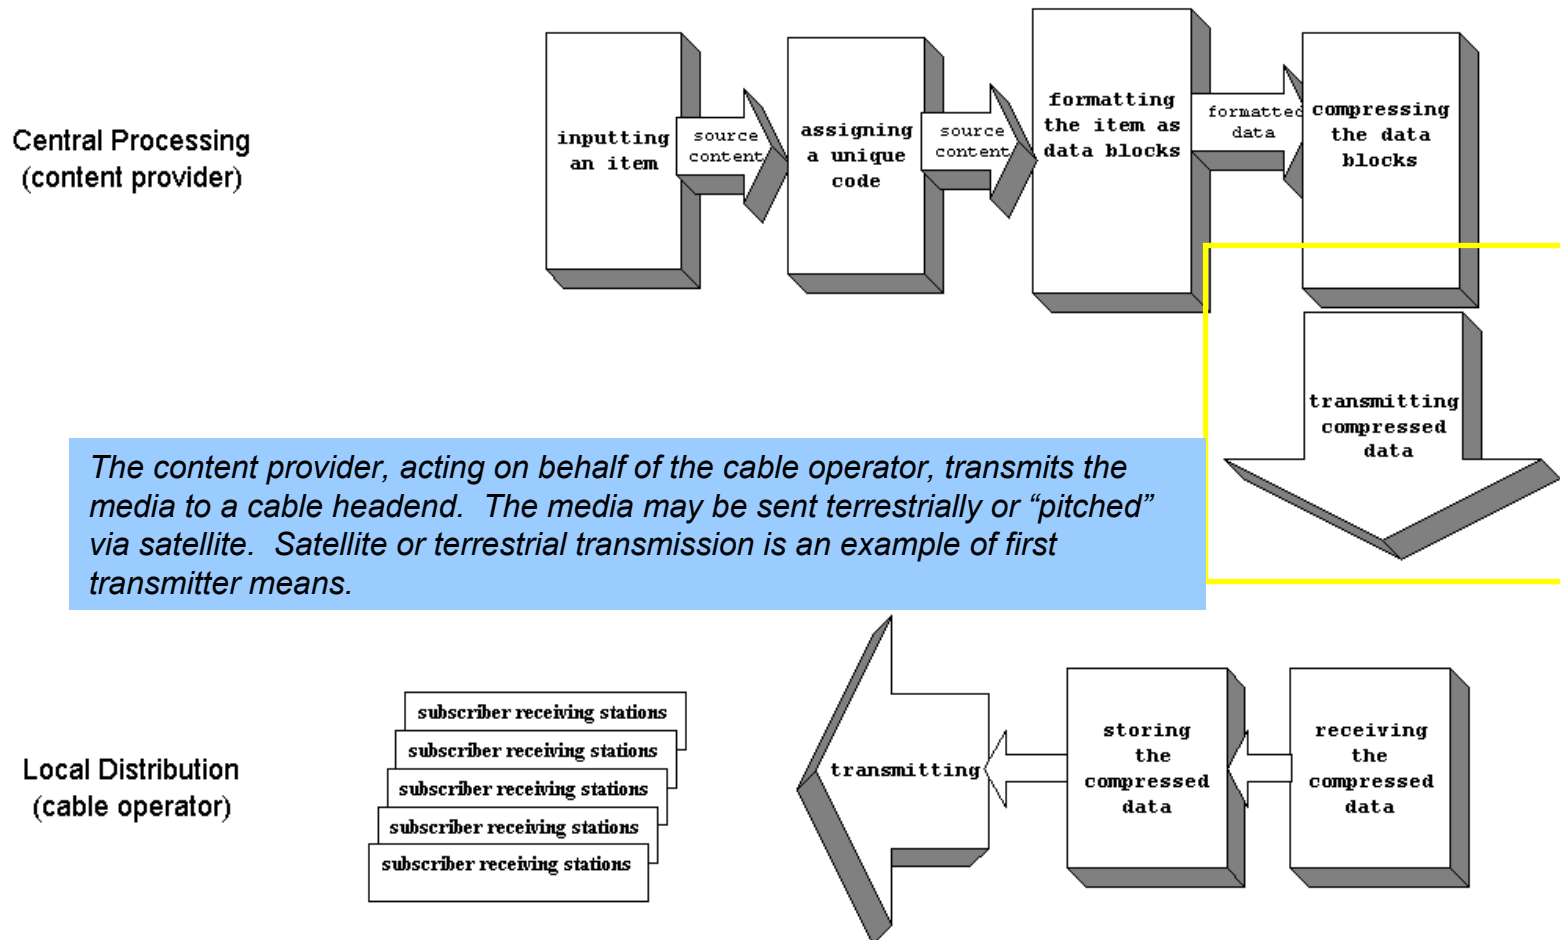 Central Processing
(content provider)
inputting
an item
source
content
assigning
a unique
code
source
content
formatting
the item as
data blocks
formatted
data
compressing
the data
blocks
transmitting
compressed
data
The content provider, acting on behalf of the cable operator, transmits the
media to a cable headend.  The media may be sent terrestrially or “pitched”
via satellite.  Satellite or terrestrial transmission is an example of first
transmitter means.
Local Distribution
(cable operator)
subscriber receiving stations
subscriber receiving stations
subscriber receiving stations
subscriber receiving stations
subscriber receiving stations
transmitting
storing
the
compressed
data
receiving
the
compressed
data